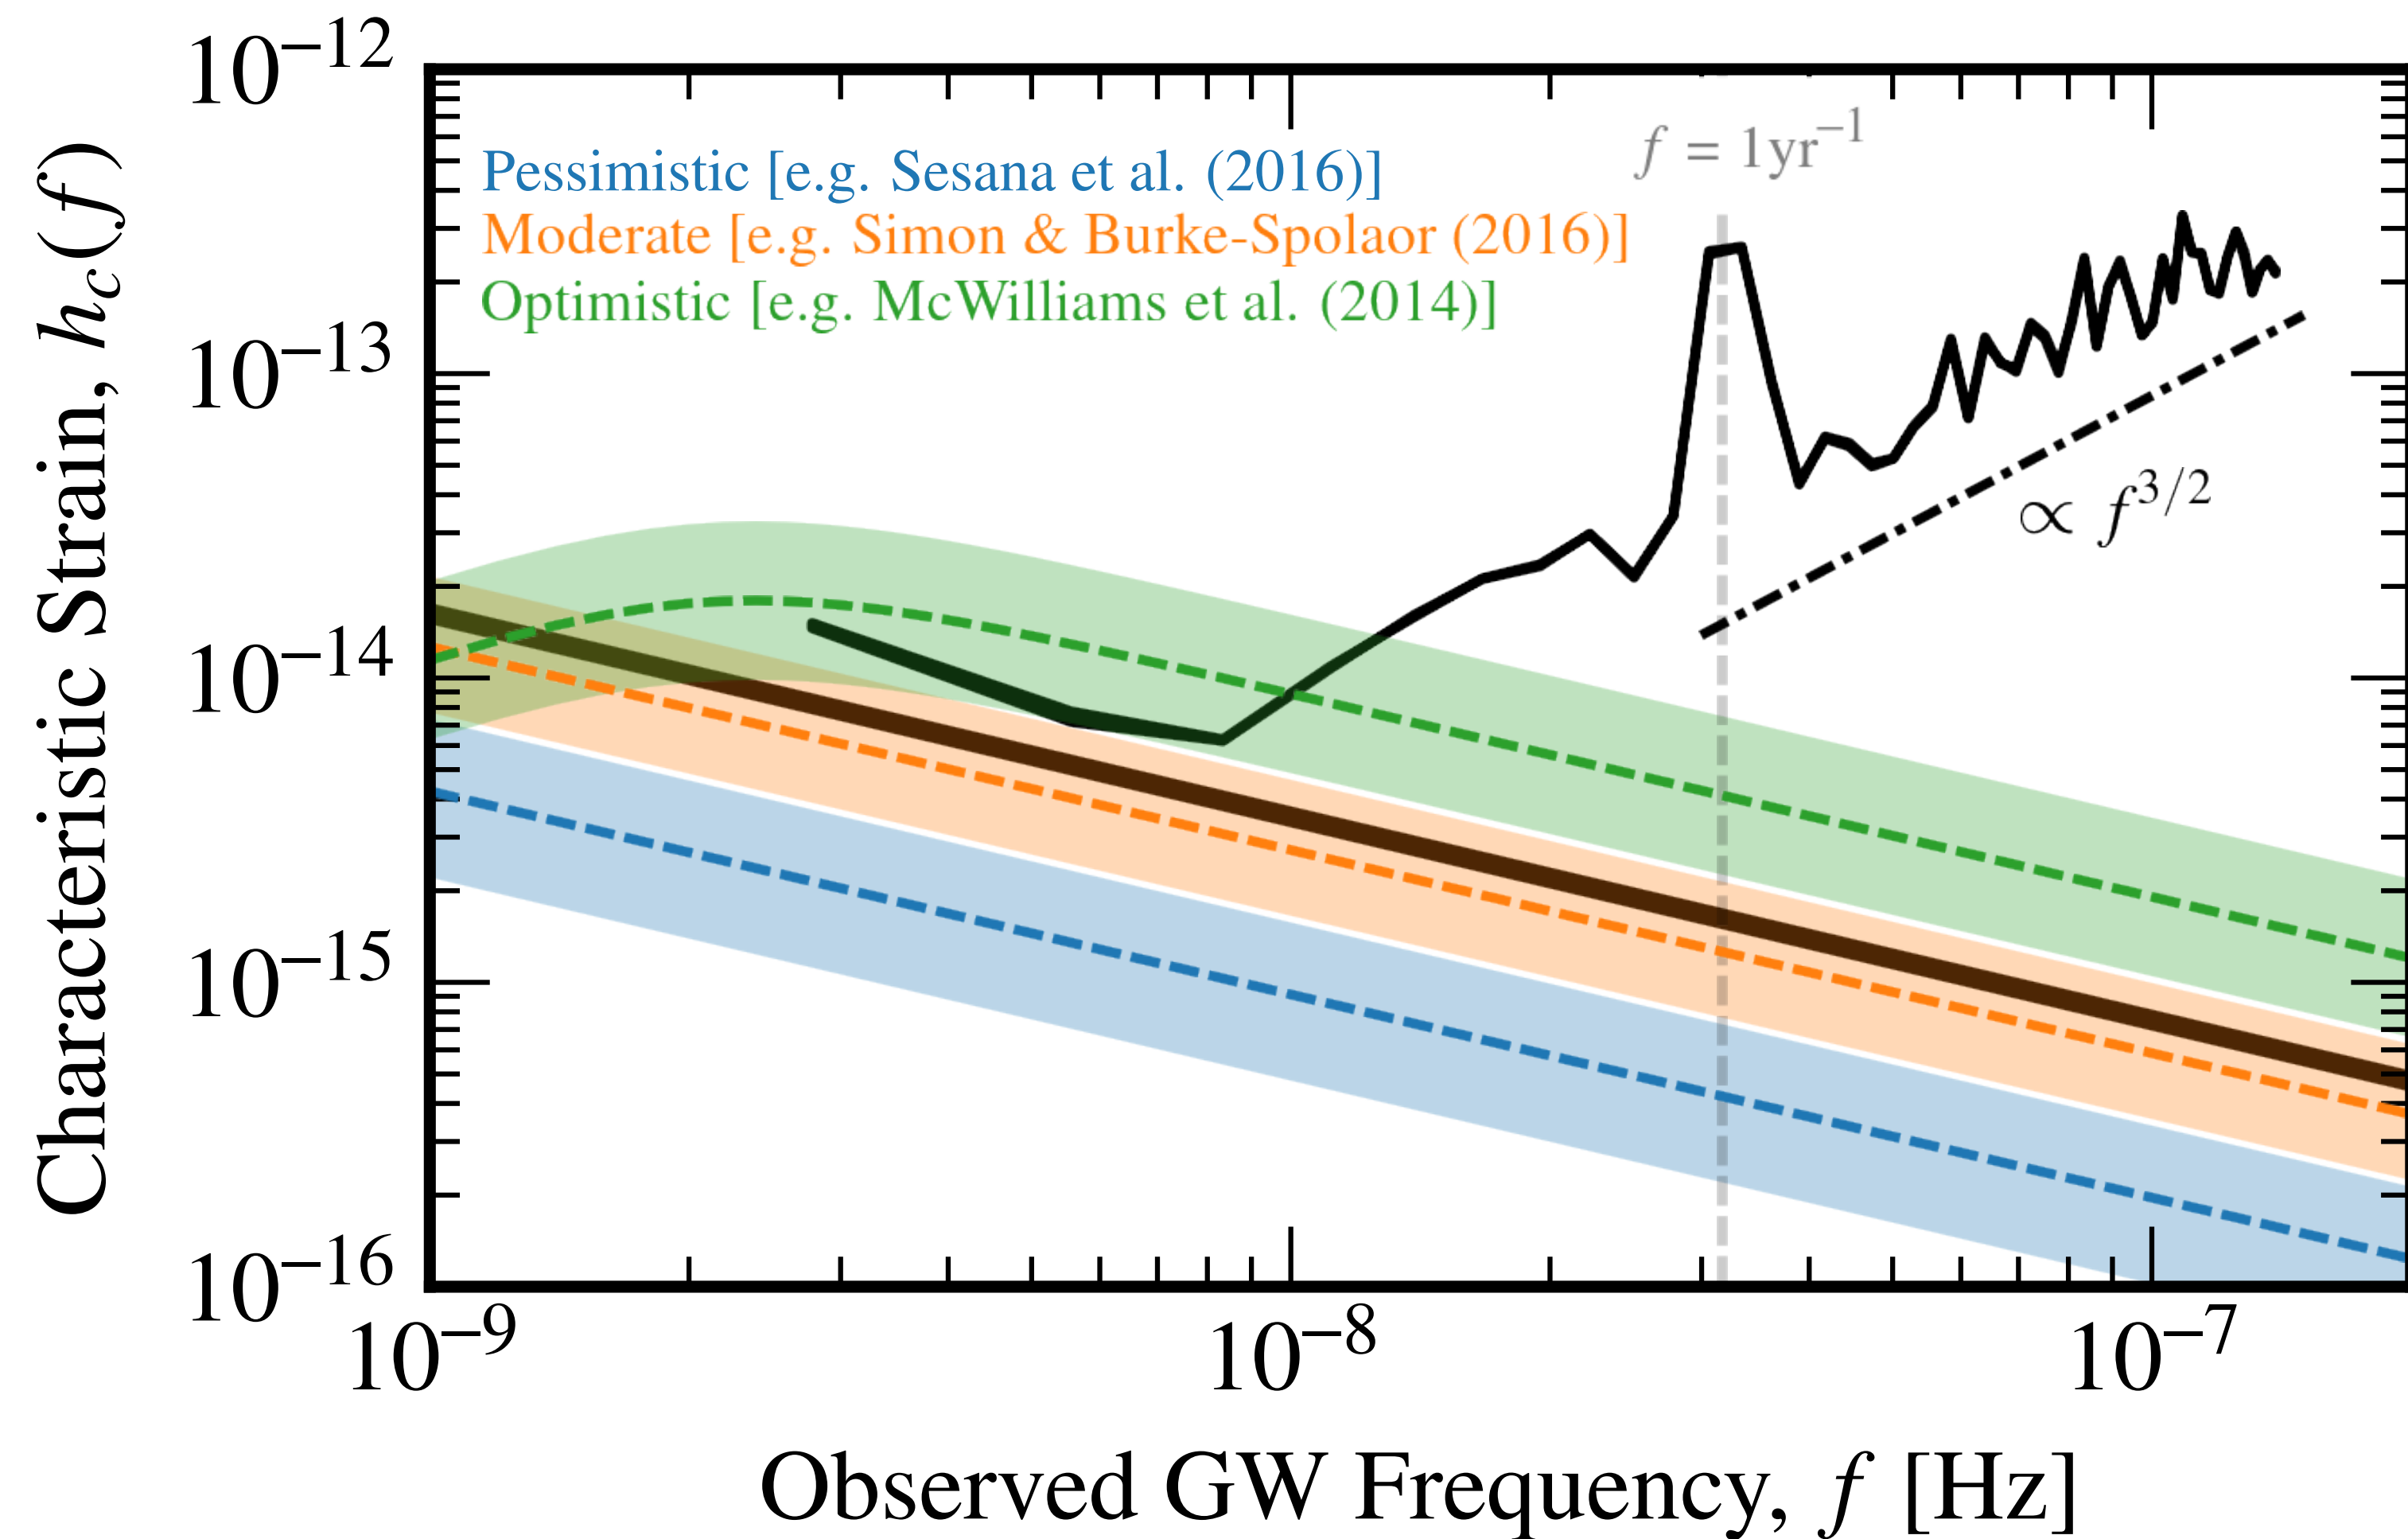 Characteristic Strain, h_c(f)
10^−12
10^−13
10^−14
10^−15
10^−16
Pessimistic [e.g. Sesana et al. (2016)]
Moderate [e.g. Simon & Burke-Spolaor (2016)]
Optimistic [e.g. McWilliams et al. (2014)]
f = 1yr^−1
∝ f^3/2
10^−9
10^−8
10^−7
Observed GW Frequency, f [Hz]